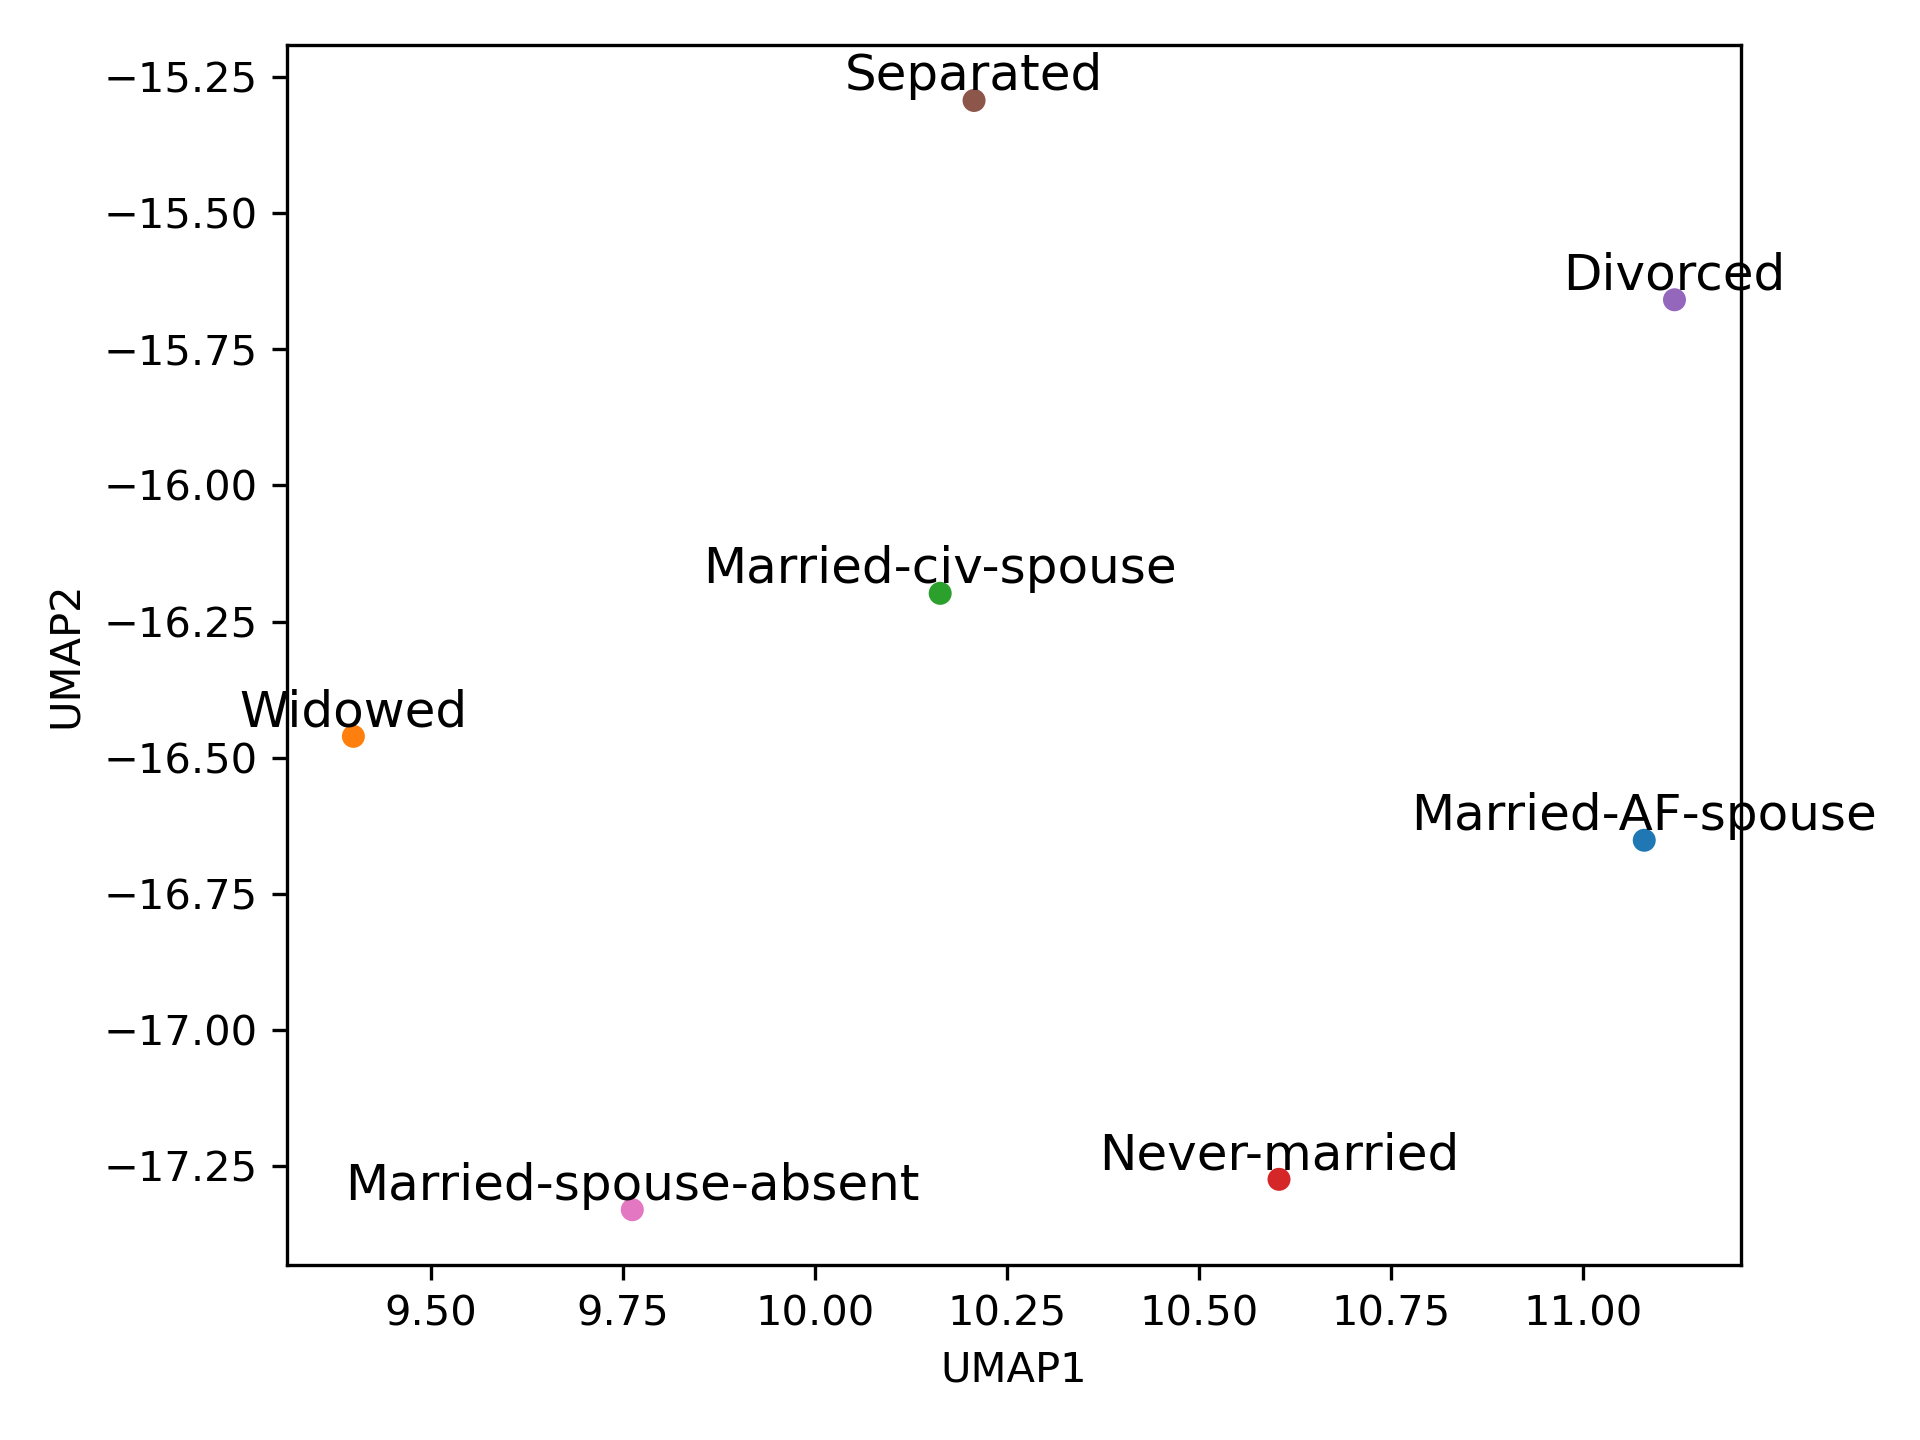 Separated
Divorced
Married-civ-spouse
Widowed
Married-AF-spouse
Never-married
Married-spouse-absent
−15.25
−15.50
−15.75
−16.00
−16.25
−16.50
−16.75
−17.00
−17.25
UMAP2
9.50 9.75 10.00 10.25 10.50 10.75 11.00
UMAP1